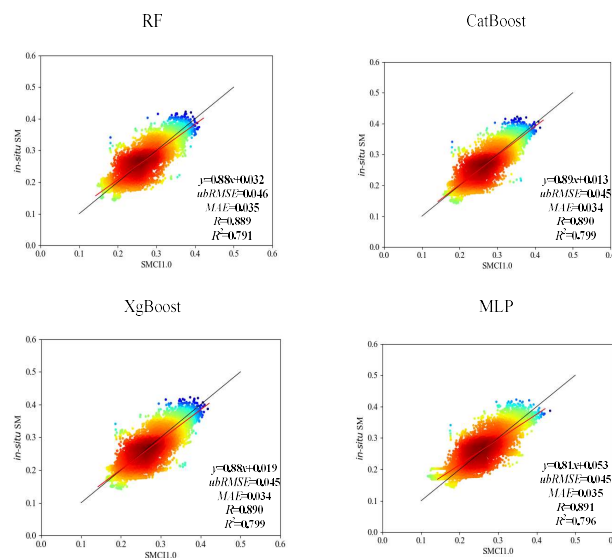 RF
0.6
0.5
0.4
0.3
0.2
0.1
0.0
in-situ SM
0.0 0.1 0.2 0.3 0.4 0.5 0.6
SMCI1.0
y=0.88x+0.032
ubRMSE=0.046
MAE=0.035
R=0.889
R²=0.791
CatBoost
0.6
0.5
0.4
0.3
0.2
0.1
0.0
in-situ SM
0.0 0.1 0.2 0.3 0.4 0.5 0.6
SMCI1.0
y=0.89x+0.013
ubRMSE=0.045
MAE=0.034
R=0.890
R²=0.799
XgBoost
0.6
0.5
0.4
0.3
0.2
0.1
0.0
in-situ SM
0.0 0.1 0.2 0.3 0.4 0.5 0.6
SMCI1.0
y=0.88x+0.019
ubRMSE=0.045
MAE=0.034
R=0.890
R²=0.799
MLP
0.6
0.5
0.4
0.3
0.2
0.1
0.0
in-situ SM
0.0 0.1 0.2 0.3 0.4 0.5 0.6
SMCI1.0
y=0.81x+0.053
ubRMSE=0.045
MAE=0.035
R=0.891
R²=0.796